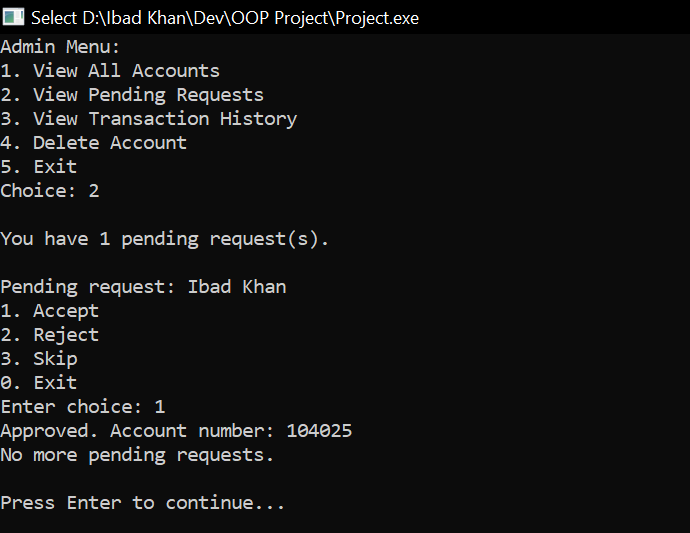 Select D:\Ibad Khan\Dev\OOP Project\Project.exe
Admin Menu:
1. View All Accounts
2. View Pending Requests
3. View Transaction History
4. Delete Account
5. Exit
Choice: 2
You have 1 pending request(s).
Pending request: Ibad Khan
1. Accept
2. Reject
3. Skip
0. Exit
Enter choice: 1
Approved. Account number: 104025
No more pending requests.
Press Enter to continue...